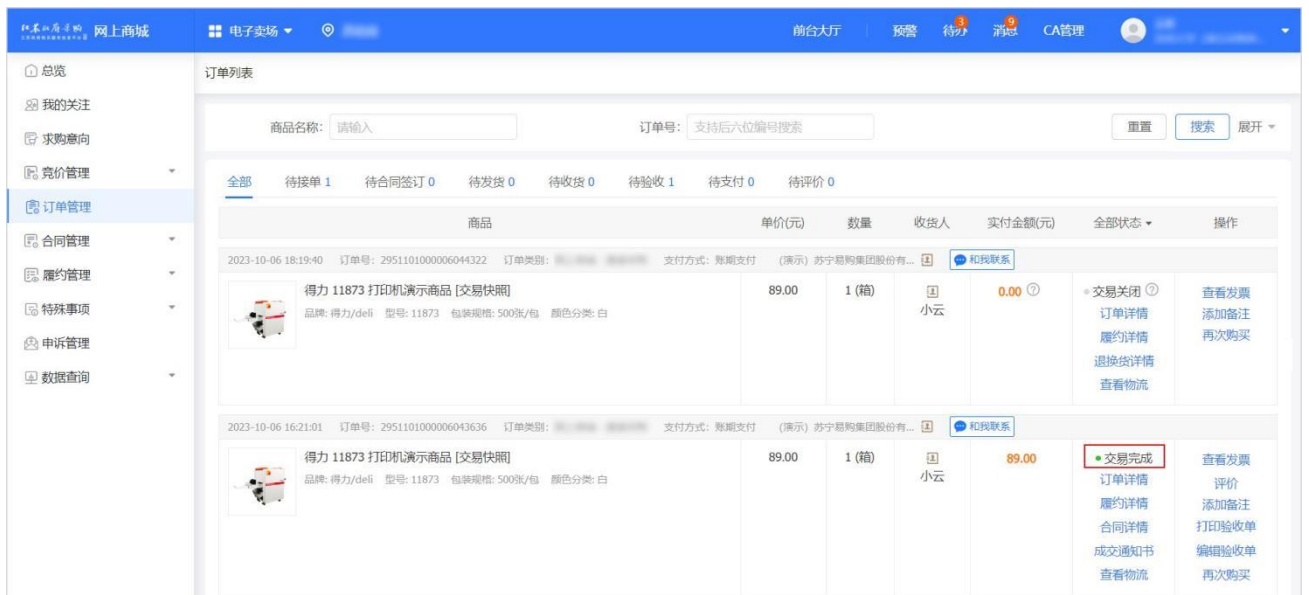 网上商城 电子卖场 前台大厅 预警 待办 3 消息 9 CA管理
总览
我的关注
求购意向
竞价管理
订单管理
合同管理
履约管理
特殊事项
申诉管理
数据查询
订单列表
商品名称： 请输入 订单号： 支持后六位编号搜索 重置 搜索 展开
全部 待接单 1 待合同签订 0 待发货 0 待收货 0 待验收 1 待支付 0 待评价 0
商品 单价(元) 数量 收货人 实付金额(元) 全部状态 操作
2023-10-06 18:19:40 订单号：2951101000006044322 订单类别： 支付方式：账期支付 (演示) 苏宁易购集团股份有... 和我联系
得力 11873 打印机演示商品 [交易快照] 89.00 1 (箱) 小云 0.00 交易关闭 查看发票
品牌: 得力/deli 型号: 11873 包装规格: 500张/包 颜色分类: 白 订单详情 添加备注
履约详情 再次购买
退换货详情
查看物流
2023-10-06 16:21:01 订单号：2951101000006043636 订单类别： 支付方式：账期支付 (演示) 苏宁易购集团股份有... 和我联系
得力 11873 打印机演示商品 [交易快照] 89.00 1 (箱) 小云 89.00 交易完成 查看发票
品牌: 得力/deli 型号: 11873 包装规格: 500张/包 颜色分类: 白 订单详情 评价
履约详情 添加备注
合同详情 打印验收单
成交通知书 编辑验收单
查看物流 再次购买